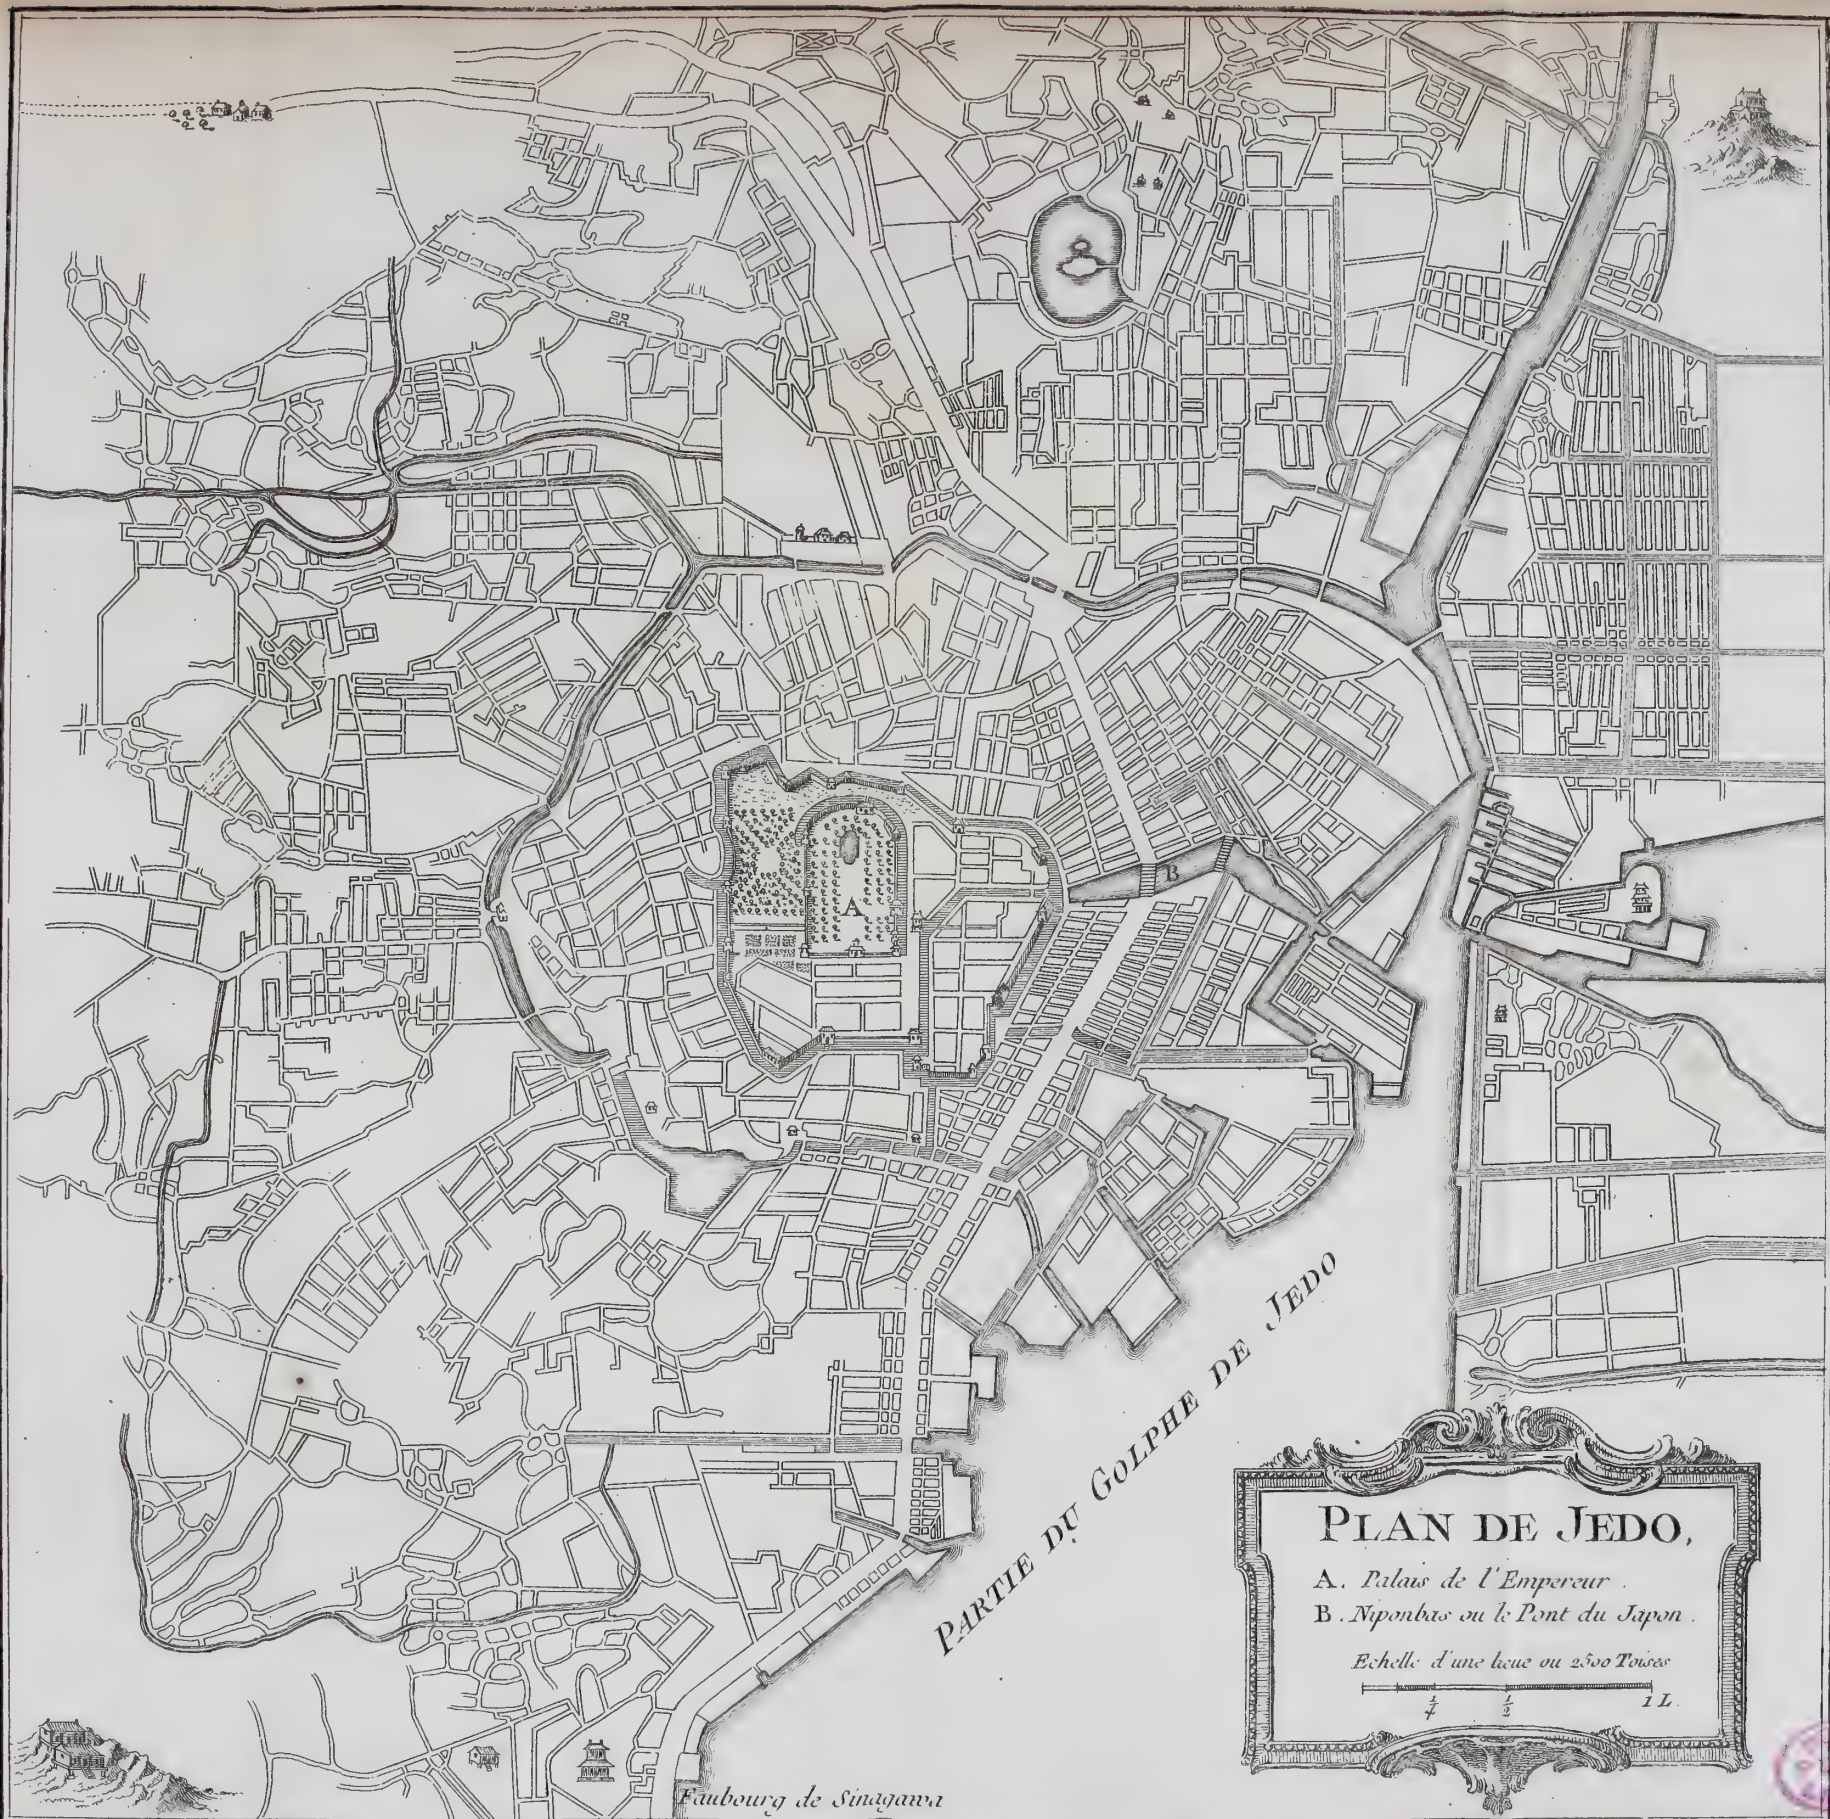 A
B
PARTIE DU GOLPHE DE JEDO
PLAN DE JEDO,
A. Palais de l'Empereur.
B. Niponbas ou le Pont du Japon.
Echelle d'une lieue ou 2500 Toises
1/4 1/2 1 L.
Faubourg de Sinagawa